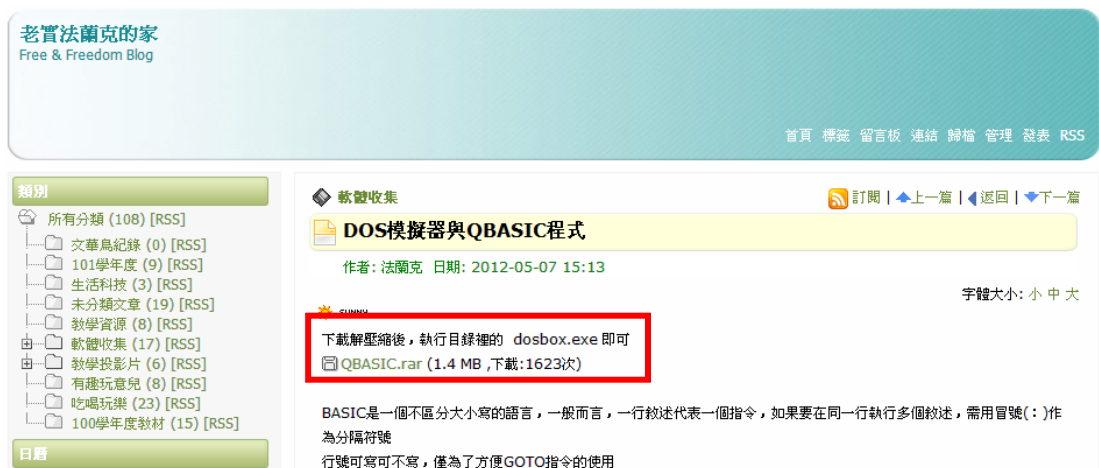 老實法蘭克的家
Free & Freedom Blog
首頁 標籤 留言板 連結 歸檔 管理 發表 RSS
類別
所有分類 (108) [RSS]
文華鳥紀錄 (0) [RSS]
101學年度 (9) [RSS]
生活科技 (3) [RSS]
未分類文章 (19) [RSS]
教學資源 (8) [RSS]
軟體收集 (17) [RSS]
教學投影片 (6) [RSS]
有趣玩意兒 (8) [RSS]
吃喝玩樂 (23) [RSS]
100學年度教材 (15) [RSS]
日曆
軟體收集
訂閱 | 上一篇 | 返回 | 下一篇
DOS模擬器與QBASIC程式
作者: 法蘭克 日期: 2012-05-07 15:13
字體大小: 小 中 大
下載解壓縮後，執行目錄裡的 dosbox.exe 即可
QBASIC.rar (1.4 MB ,下載:1623次)
BASIC是一個不區分大小寫的語言，一般而言，一行敘述代表一個指令，如果要在同一行執行多個敘述，需用冒號(：)作
為分隔符號
行號可寫可不寫，僅為了方便GOTO指令的使用